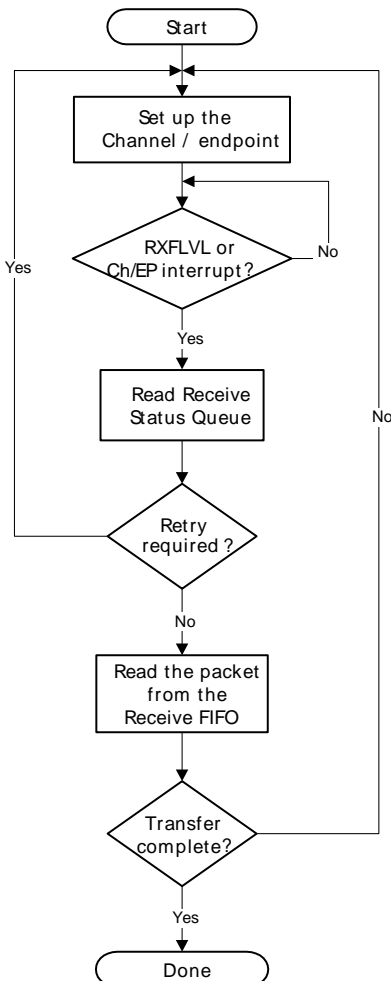 Start
Set up the
Channel / endpoint
RXFLVL or
Ch/EP interrupt?
No
Yes
Yes
Read Receive
Status Queue
No
Retry
required?
No
Read the packet
from the
Receive FIFO
Transfer
complete?
Yes
Done